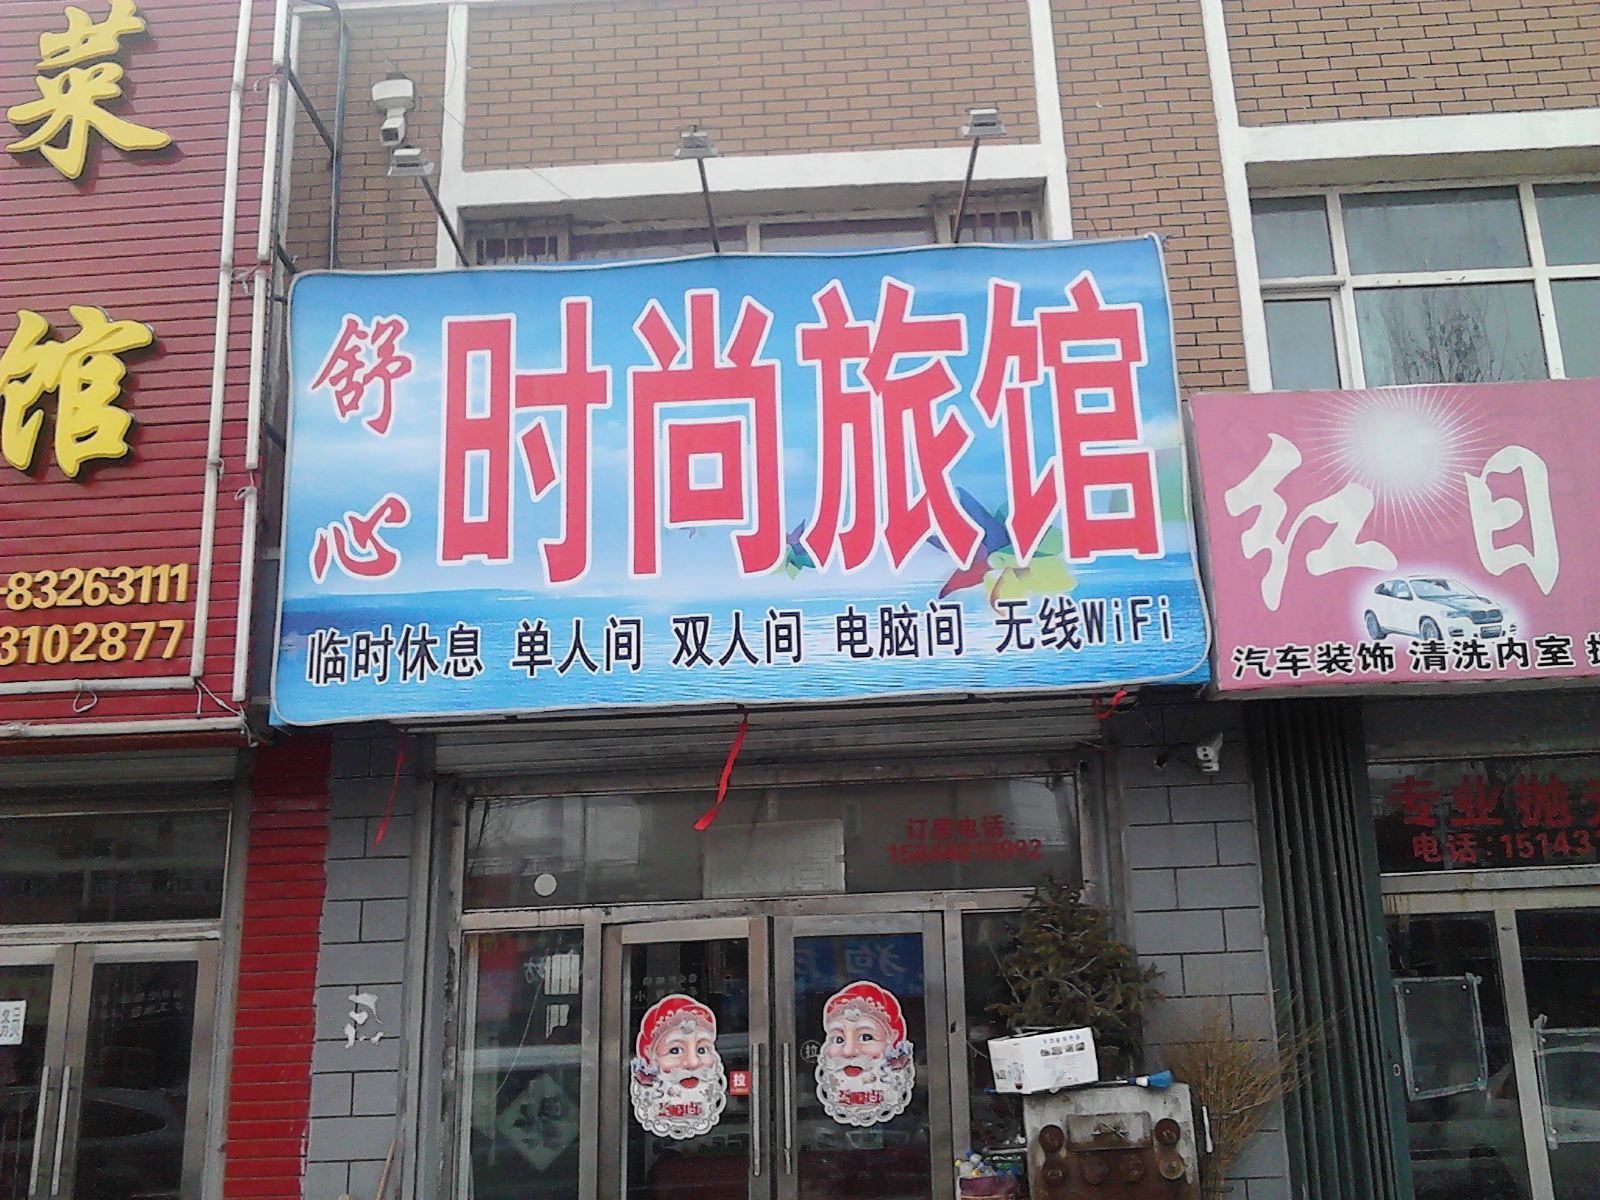 菜
馆
-83263111
3102877
舒心
时尚旅馆
临时休息 单人间 双人间 电脑间 无线WiFi
红日
汽车装饰 清洗内室
订房电话:
专业抛
电话:15143
拉
拉